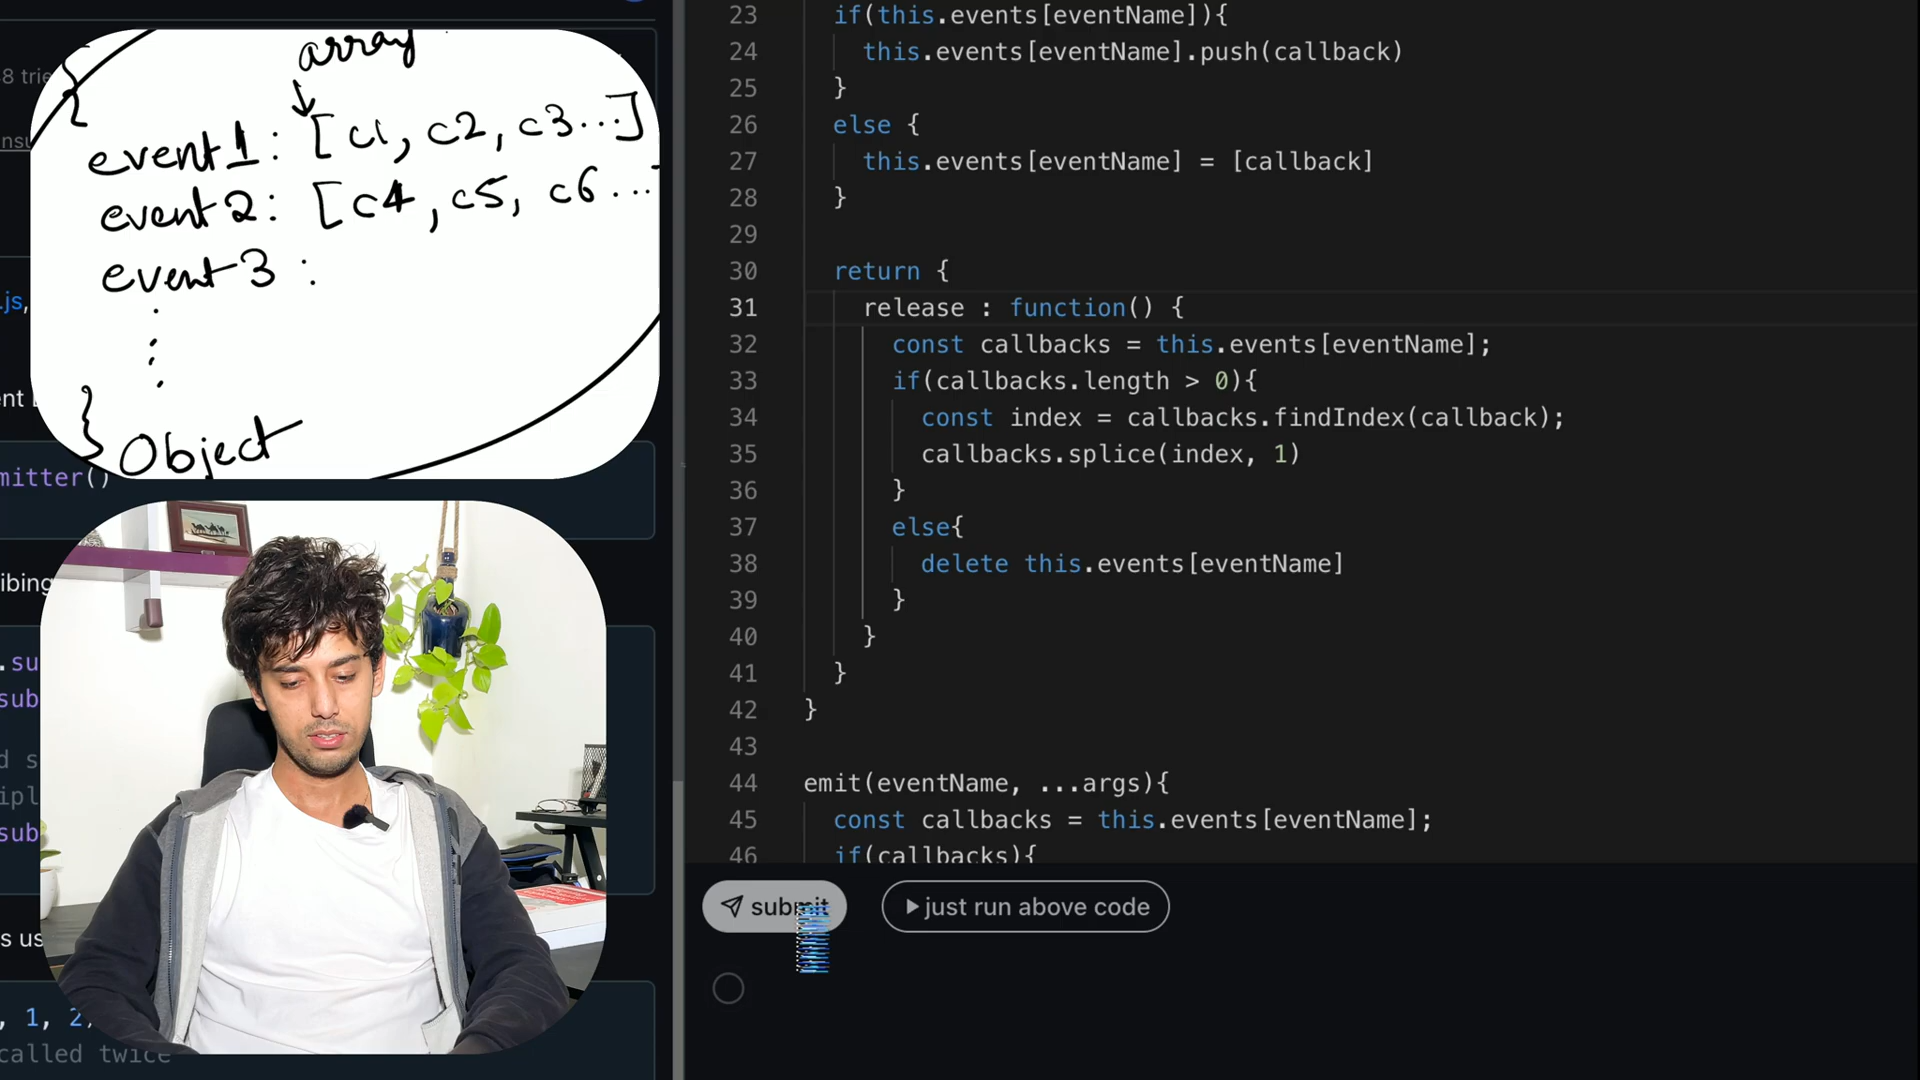 array
{
event1: [c1, c2, c3...]
event2: [c4, c5, c6...
event3 :
:
}
Object
8 trie
nsu
.js,
nt
mitter()
ibing
.su
sub
d s
ipl
sub
s us
, 1, 2,
called twice
23 if(this.events[eventName]){
24 this.events[eventName].push(callback)
25 }
26 else {
27 this.events[eventName] = [callback]
28 }
29
30 return {
31 release : function() {
32 const callbacks = this.events[eventName];
33 if(callbacks.length > 0){
34 const index = callbacks.findIndex(callback);
35 callbacks.splice(index, 1)
36 }
37 else{
38 delete this.events[eventName]
39 }
40 }
41 }
42 }
43
44 emit(eventName, ...args){
45 const callbacks = this.events[eventName];
46 if(callbacks){
submit
just run above code